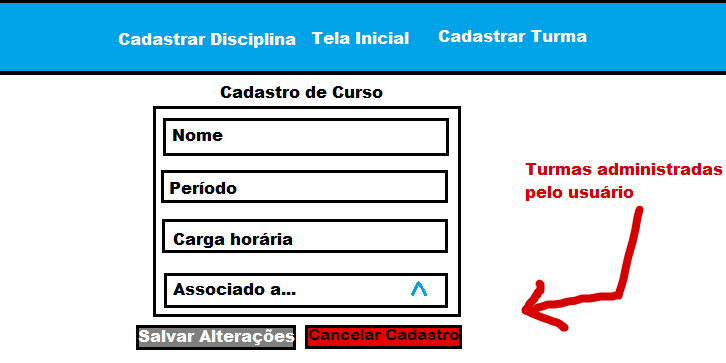 Cadastrar Disciplina Tela Inicial Cadastrar Turma
Cadastro de Curso
Nome
Período
Turmas administradas
pelo usuário
Carga horária
Associado a...
Salvar Alterações Cancelar Cadastro